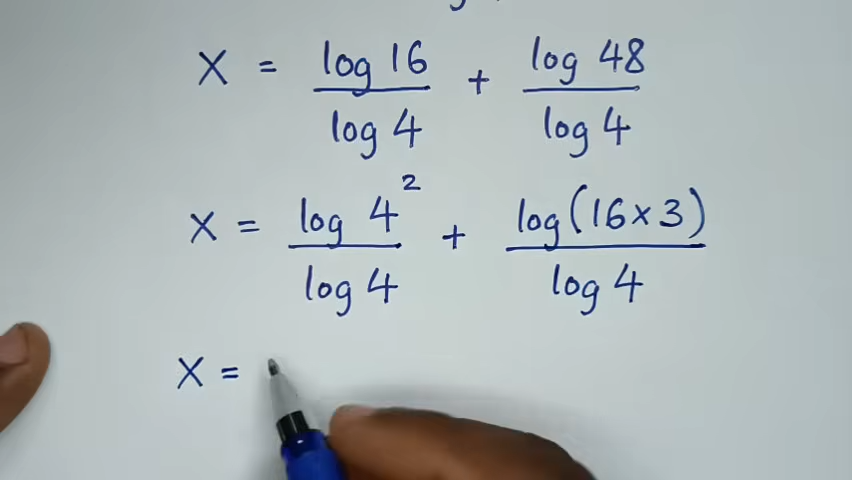 X = log 16 / log 4 + log 48 / log 4
X = log 4² / log 4 + log(16×3) / log 4
X =